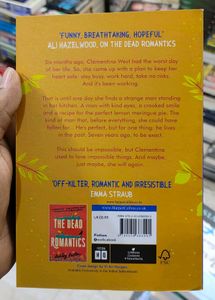 'FUNNY, BREATHTAKING, HOPEFUL'
ALI HAZELWOOD, ON THE DEAD ROMANTICS
Six months ago, Clementine West had the worst day
of her life. So, she came up with a plan to keep her
heart safe: stay busy, work hard, take no risks.
And it's been working.
That is until one day she finds a strange man standing
in her kitchen. A man with kind eyes, a crooked smile
and a recipe for the perfect lemon meringue pie. The
kind of man that, before everything, she could have
fallen for... He's perfect, but for one thing: he lives
in the past. Seven years ago, to be exact.
This should be impossible, but Clementine
used to love impossible things. And maybe,
just maybe, she will again.
'OFF-KILTER, ROMANTIC AND IRRESISTIBLE'
EMMA STRAUB
THE DEAD
ROMANTICS
Fiction
FSC